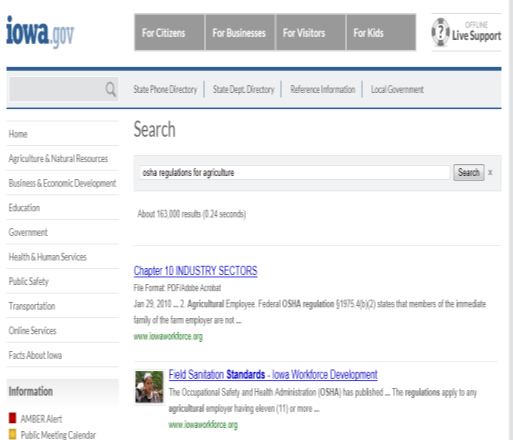 iowa.gov
For Citizens
For Businesses
For Visitors
For Kids
OFFLINE
Live Support
State Phone Directory
State Dept. Directory
Reference Information
Local Government
Home
Agriculture & Natural Resources
Business & Economic Development
Education
Government
Health & Human Services
Public Safety
Transportation
Online Services
Facts About Iowa
Information
AMBER Alert
Public Meeting Calendar
Search
osha regulations for agriculture
Search x
About 163,000 results (0.24 seconds)
Chapter 10 INDUSTRY SECTORS
File Format: PDF/Adobe Acrobat
Jan 29, 2010 ... 2. Agricultural Employee. Federal OSHA regulation §1975.4(b)(2) states that members of the immediate
family of the farm employer are not ...
www.iowaworkforce.org
Field Sanitation Standards - Iowa Workforce Development
The Occupational Safety and Health Administration (OSHA) has published ... The regulations apply to any
agricultural employer having eleven (11) or more ...
www.iowaworkforce.org